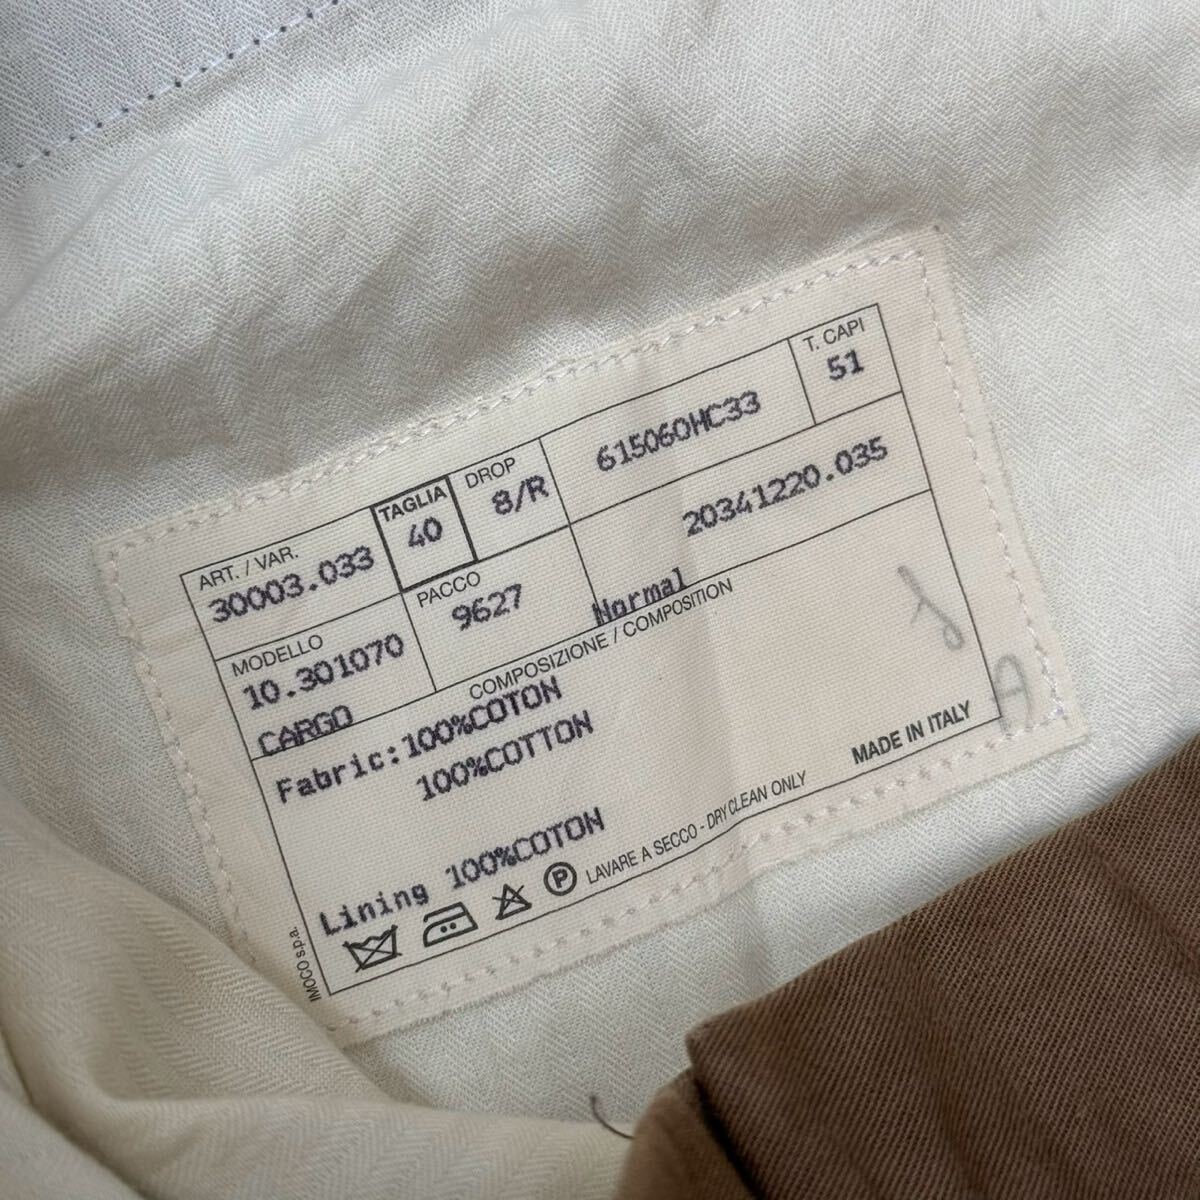 ART. / VAR.
30003.033
TAGLIA
40
DROP
8/R
615060HC33
T. CAPI
51
MODELLO
10.301070
CARGO
PACCO
9627
20341220.035
Normal
COMPOSIZIONE / COMPOSITION
Fabric:100%COTON
100%COTTON
Lining 100%COTON
P LAVARE A SECCO - DRY CLEAN ONLY
MADE IN ITALY
IMOCO s.p.a.
A